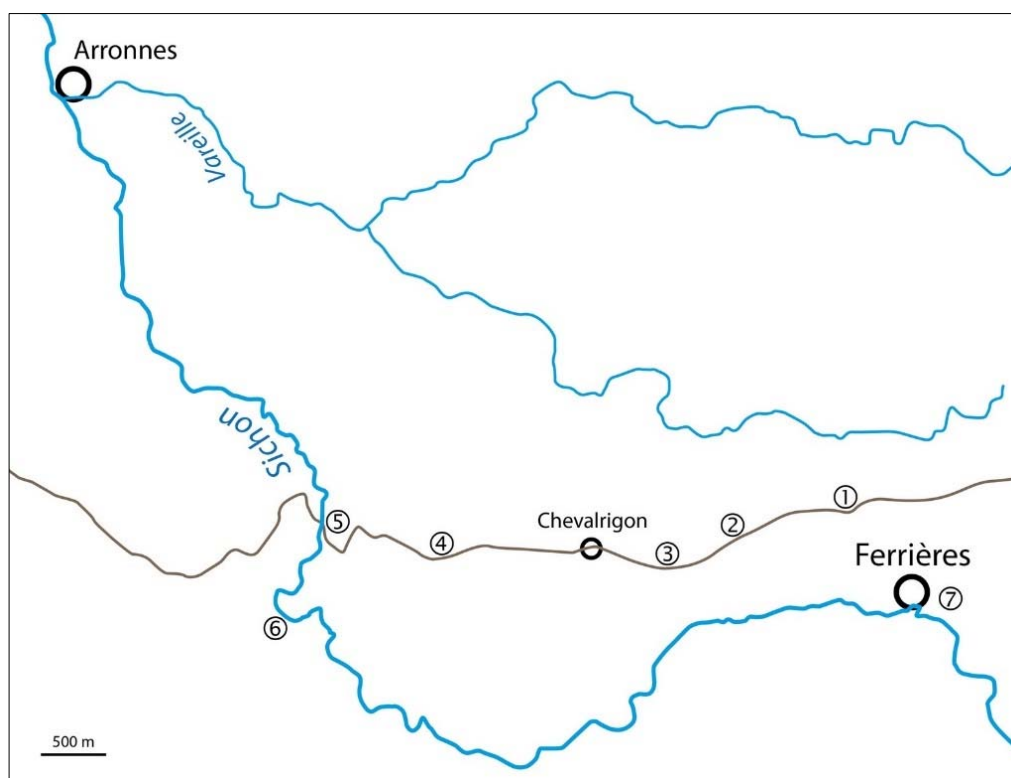 Arronnes
Vareille
Sichon
①
⑤
Chevalrigon
②
④
③
Ferrières
⑦
⑥
500 m